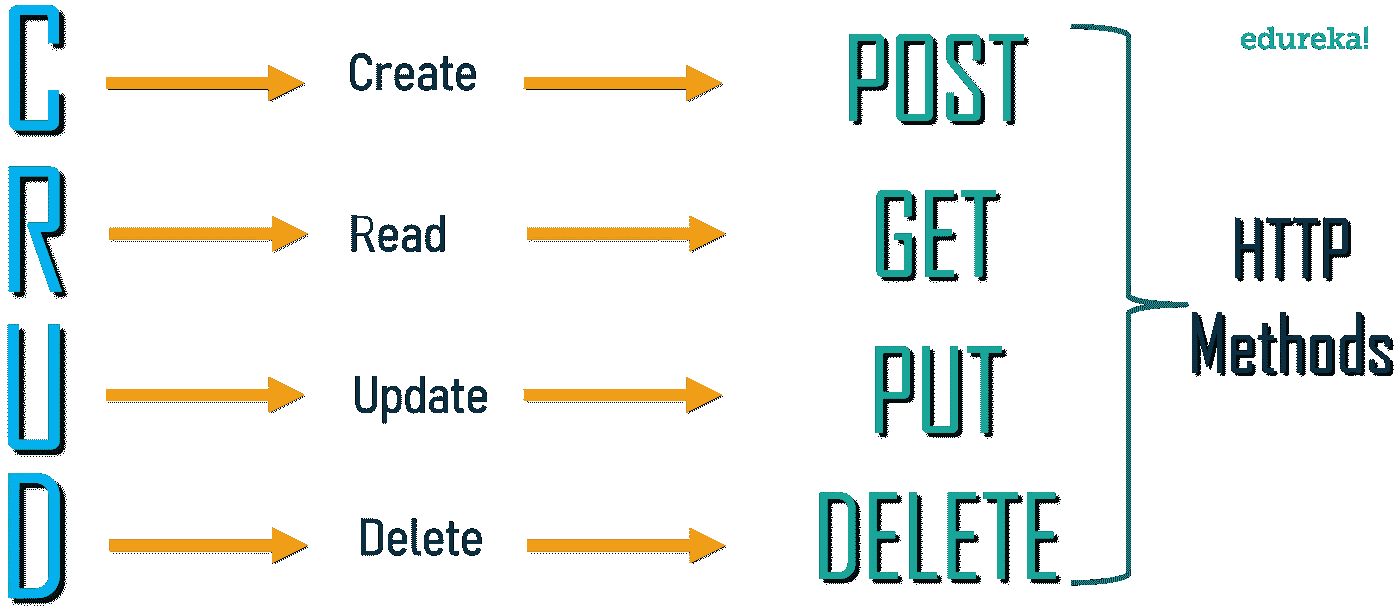 edureka!
C Create POST
R Read GET
U Update PUT
D Delete DELETE
HTTP
Methods